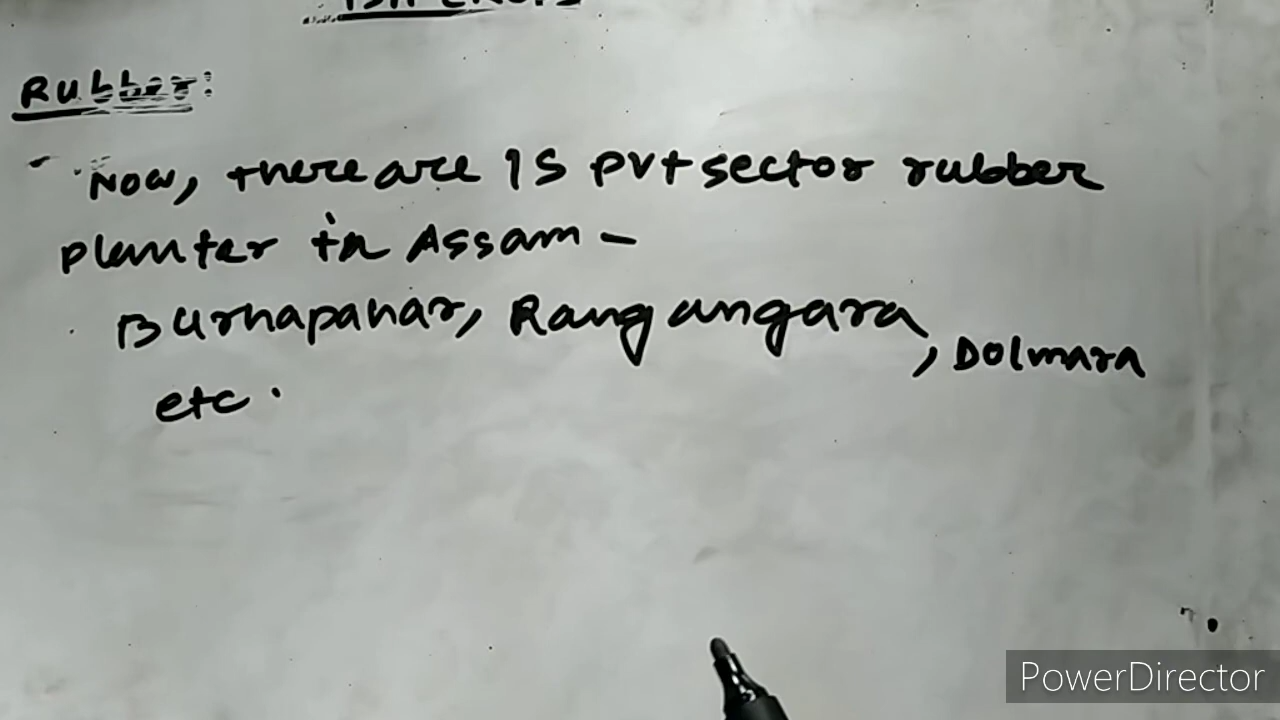 Rubber:
Now, there are 15 pvt sector rubber
planter in Assam -
Burhapahar, Rangangara, Dolmara
etc.
PowerDirector